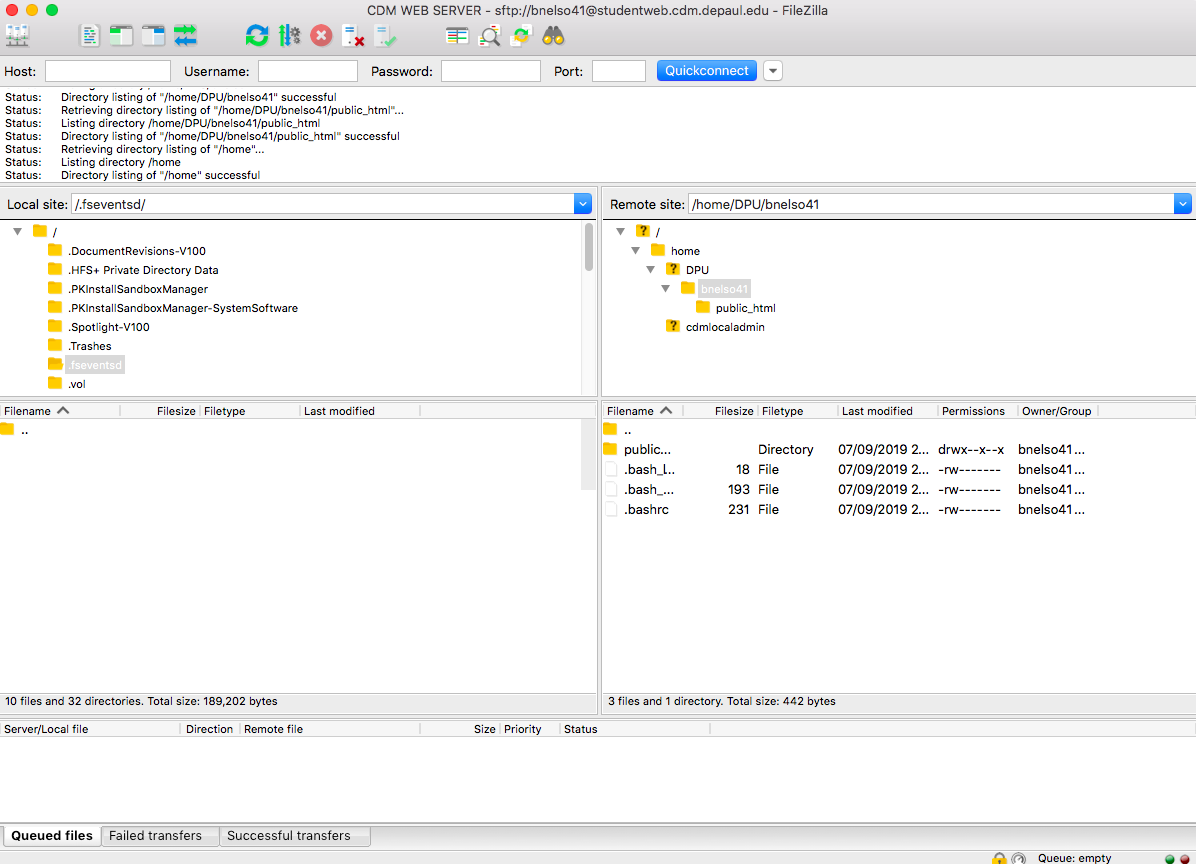 CDM WEB SERVER - sftp://bnelso41@studentweb.cdm.depaul.edu - FileZilla
Host: Username: Password: Port: Quickconnect
Status: Directory listing of "/home/DPU/bnelso41" successful
Status: Retrieving directory listing of "/home/DPU/bnelso41/public_html"...
Status: Listing directory /home/DPU/bnelso41/public_html
Status: Directory listing of "/home/DPU/bnelso41/public_html" successful
Status: Retrieving directory listing of "/home"...
Status: Listing directory /home
Status: Directory listing of "/home" successful
Local site: /.fseventsd/
/
.DocumentRevisions-V100
.HFS+ Private Directory Data
.PKInstallSandboxManager
.PKInstallSandboxManager-SystemSoftware
.Spotlight-V100
.Trashes
.fseventsd
.vol
Remote site: /home/DPU/bnelso41
? /
home
? DPU
bnelso41
public_html
? cdmlocaladmin
Filename Filesize Filetype Last modified
..
10 files and 32 directories. Total size: 189,202 bytes
Filename Filesize Filetype Last modified Permissions Owner/Group
..
public... Directory 07/09/2019 2... drwx--x--x bnelso41...
.bash_l.. 18 File 07/09/2019 2... -rw------- bnelso41...
.bash_... 193 File 07/09/2019 2... -rw------- bnelso41...
.bashrc 231 File 07/09/2019 2... -rw------- bnelso41...
3 files and 1 directory. Total size: 442 bytes
Server/Local file Direction Remote file Size Priority Status
Queued files Failed transfers Successful transfers
Queue: empty